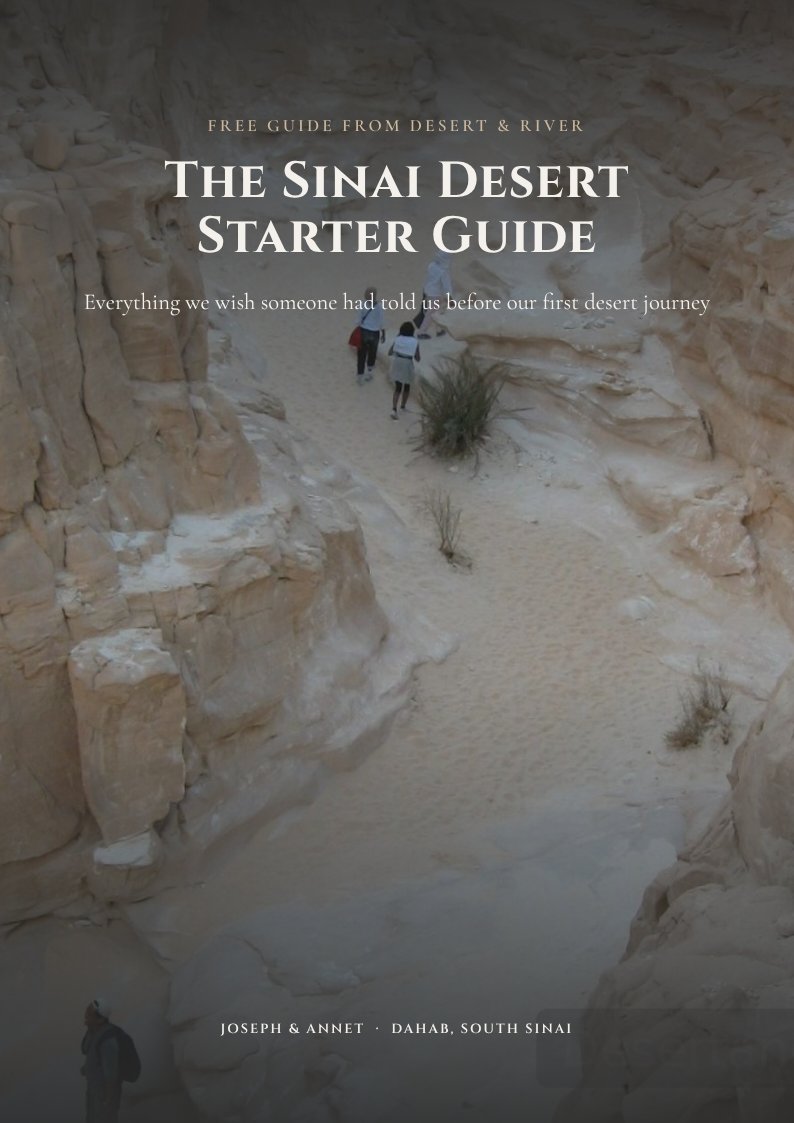 FREE GUIDE FROM DESERT & RIVER
THE SINAI DESERT
STARTER GUIDE
Everything we wish someone had told us before our first desert journey
JOSEPH & ANNET · DAHAB, SOUTH SINAI